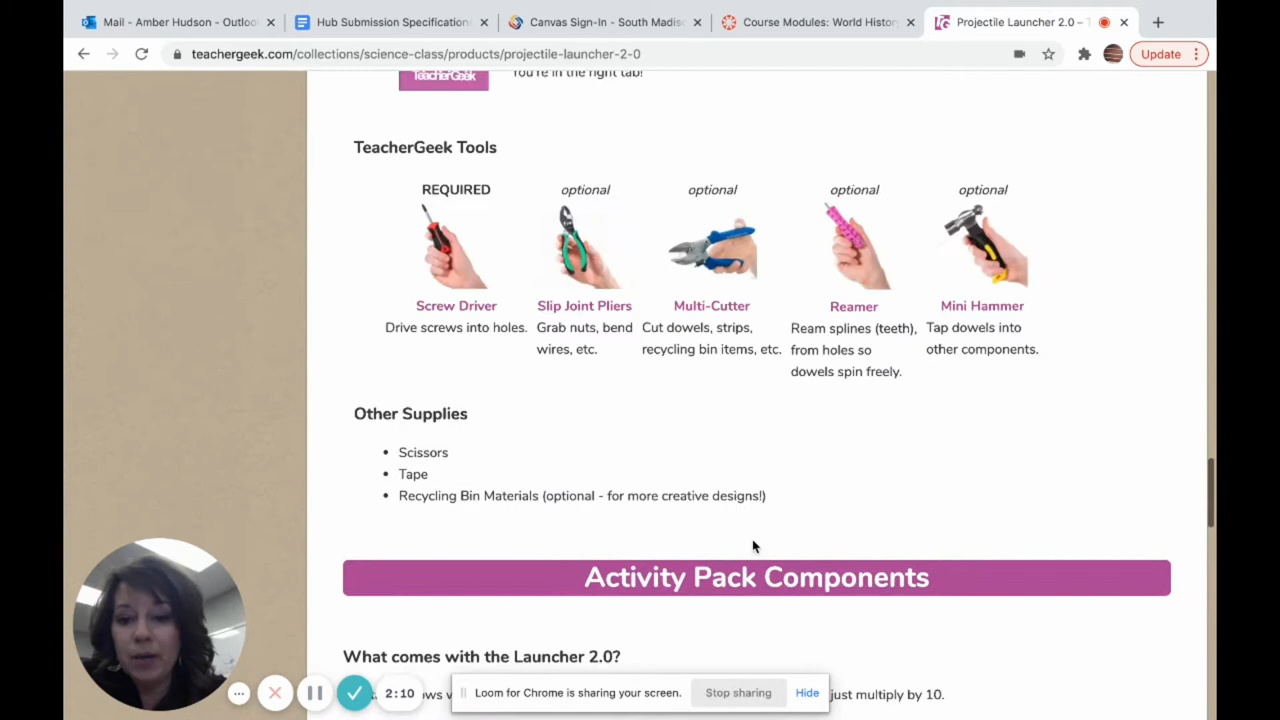 Mail - Amber Hudson - Outlook
Hub Submission Specification
Canvas Sign-In - South Madis
Course Modules: World Histor
Projectile Launcher 2.0 – T
teachergeek.com/collections/science-class/products/projectile-launcher-2-0
Update
TeacherGeek
You're in the right tab!
TeacherGeek Tools
REQUIRED
optional
optional
optional
optional
Screw Driver
Slip Joint Pliers
Multi-Cutter
Reamer
Mini Hammer
Drive screws into holes.
Grab nuts, bend
wires, etc.
Cut dowels, strips,
recycling bin items, etc.
Ream splines (teeth),
from holes so
dowels spin freely.
Tap dowels into
other components.
Other Supplies
• Scissors
• Tape
• Recycling Bin Materials (optional - for more creative designs!)
Activity Pack Components
What comes with the Launcher 2.0?
2:10
Loom for Chrome is sharing your screen.
Stop sharing
Hide
just multiply by 10.